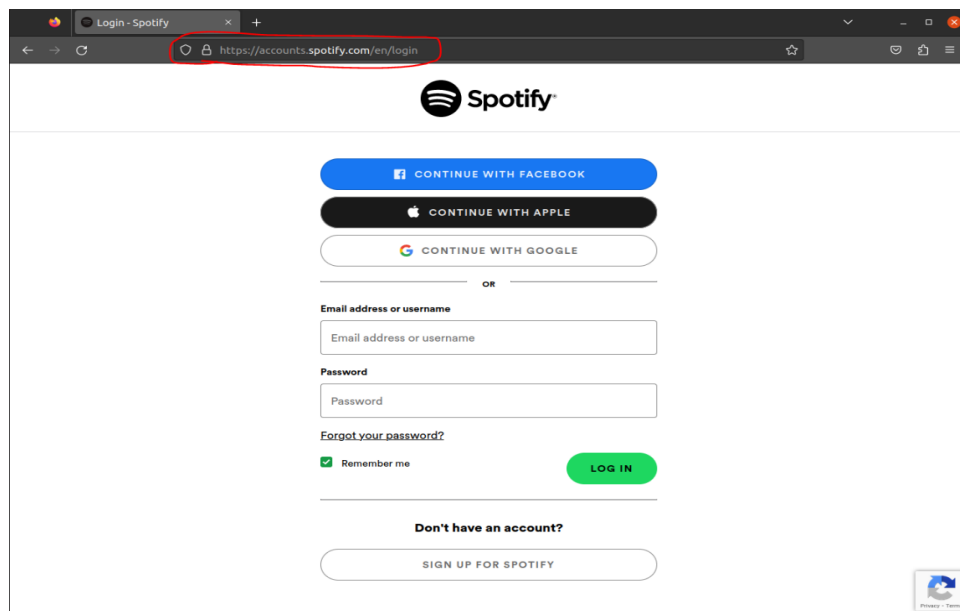 Login - Spotify
https://accounts.spotify.com/en/login
Spotify
CONTINUE WITH FACEBOOK
CONTINUE WITH APPLE
CONTINUE WITH GOOGLE
OR
Email address or username
Email address or username
Password
Password
Forgot your password?
Remember me
LOG IN
Don't have an account?
SIGN UP FOR SPOTIFY
Privacy - Term